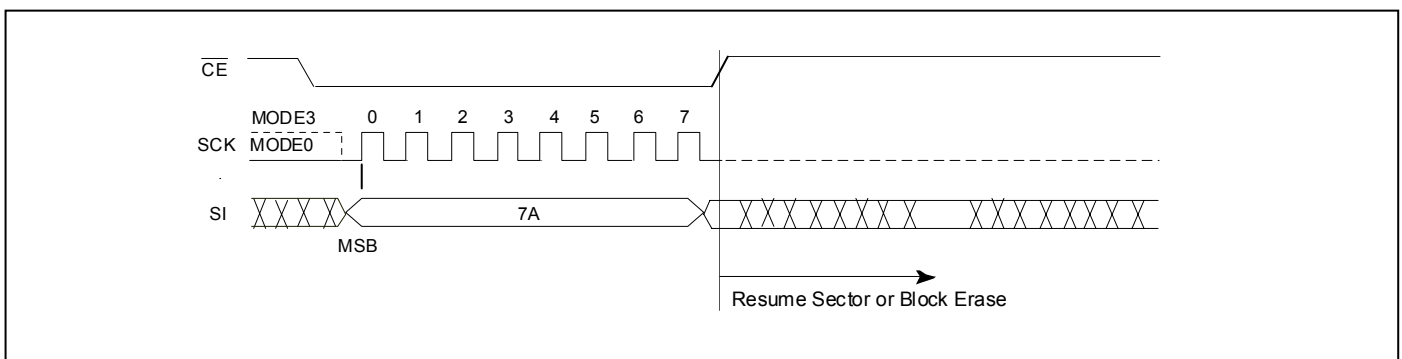 CE
MODE3 0 1 2 3 4 5 6 7
SCK MODE0
SI 7A
MSB
Resume Sector or Block Erase